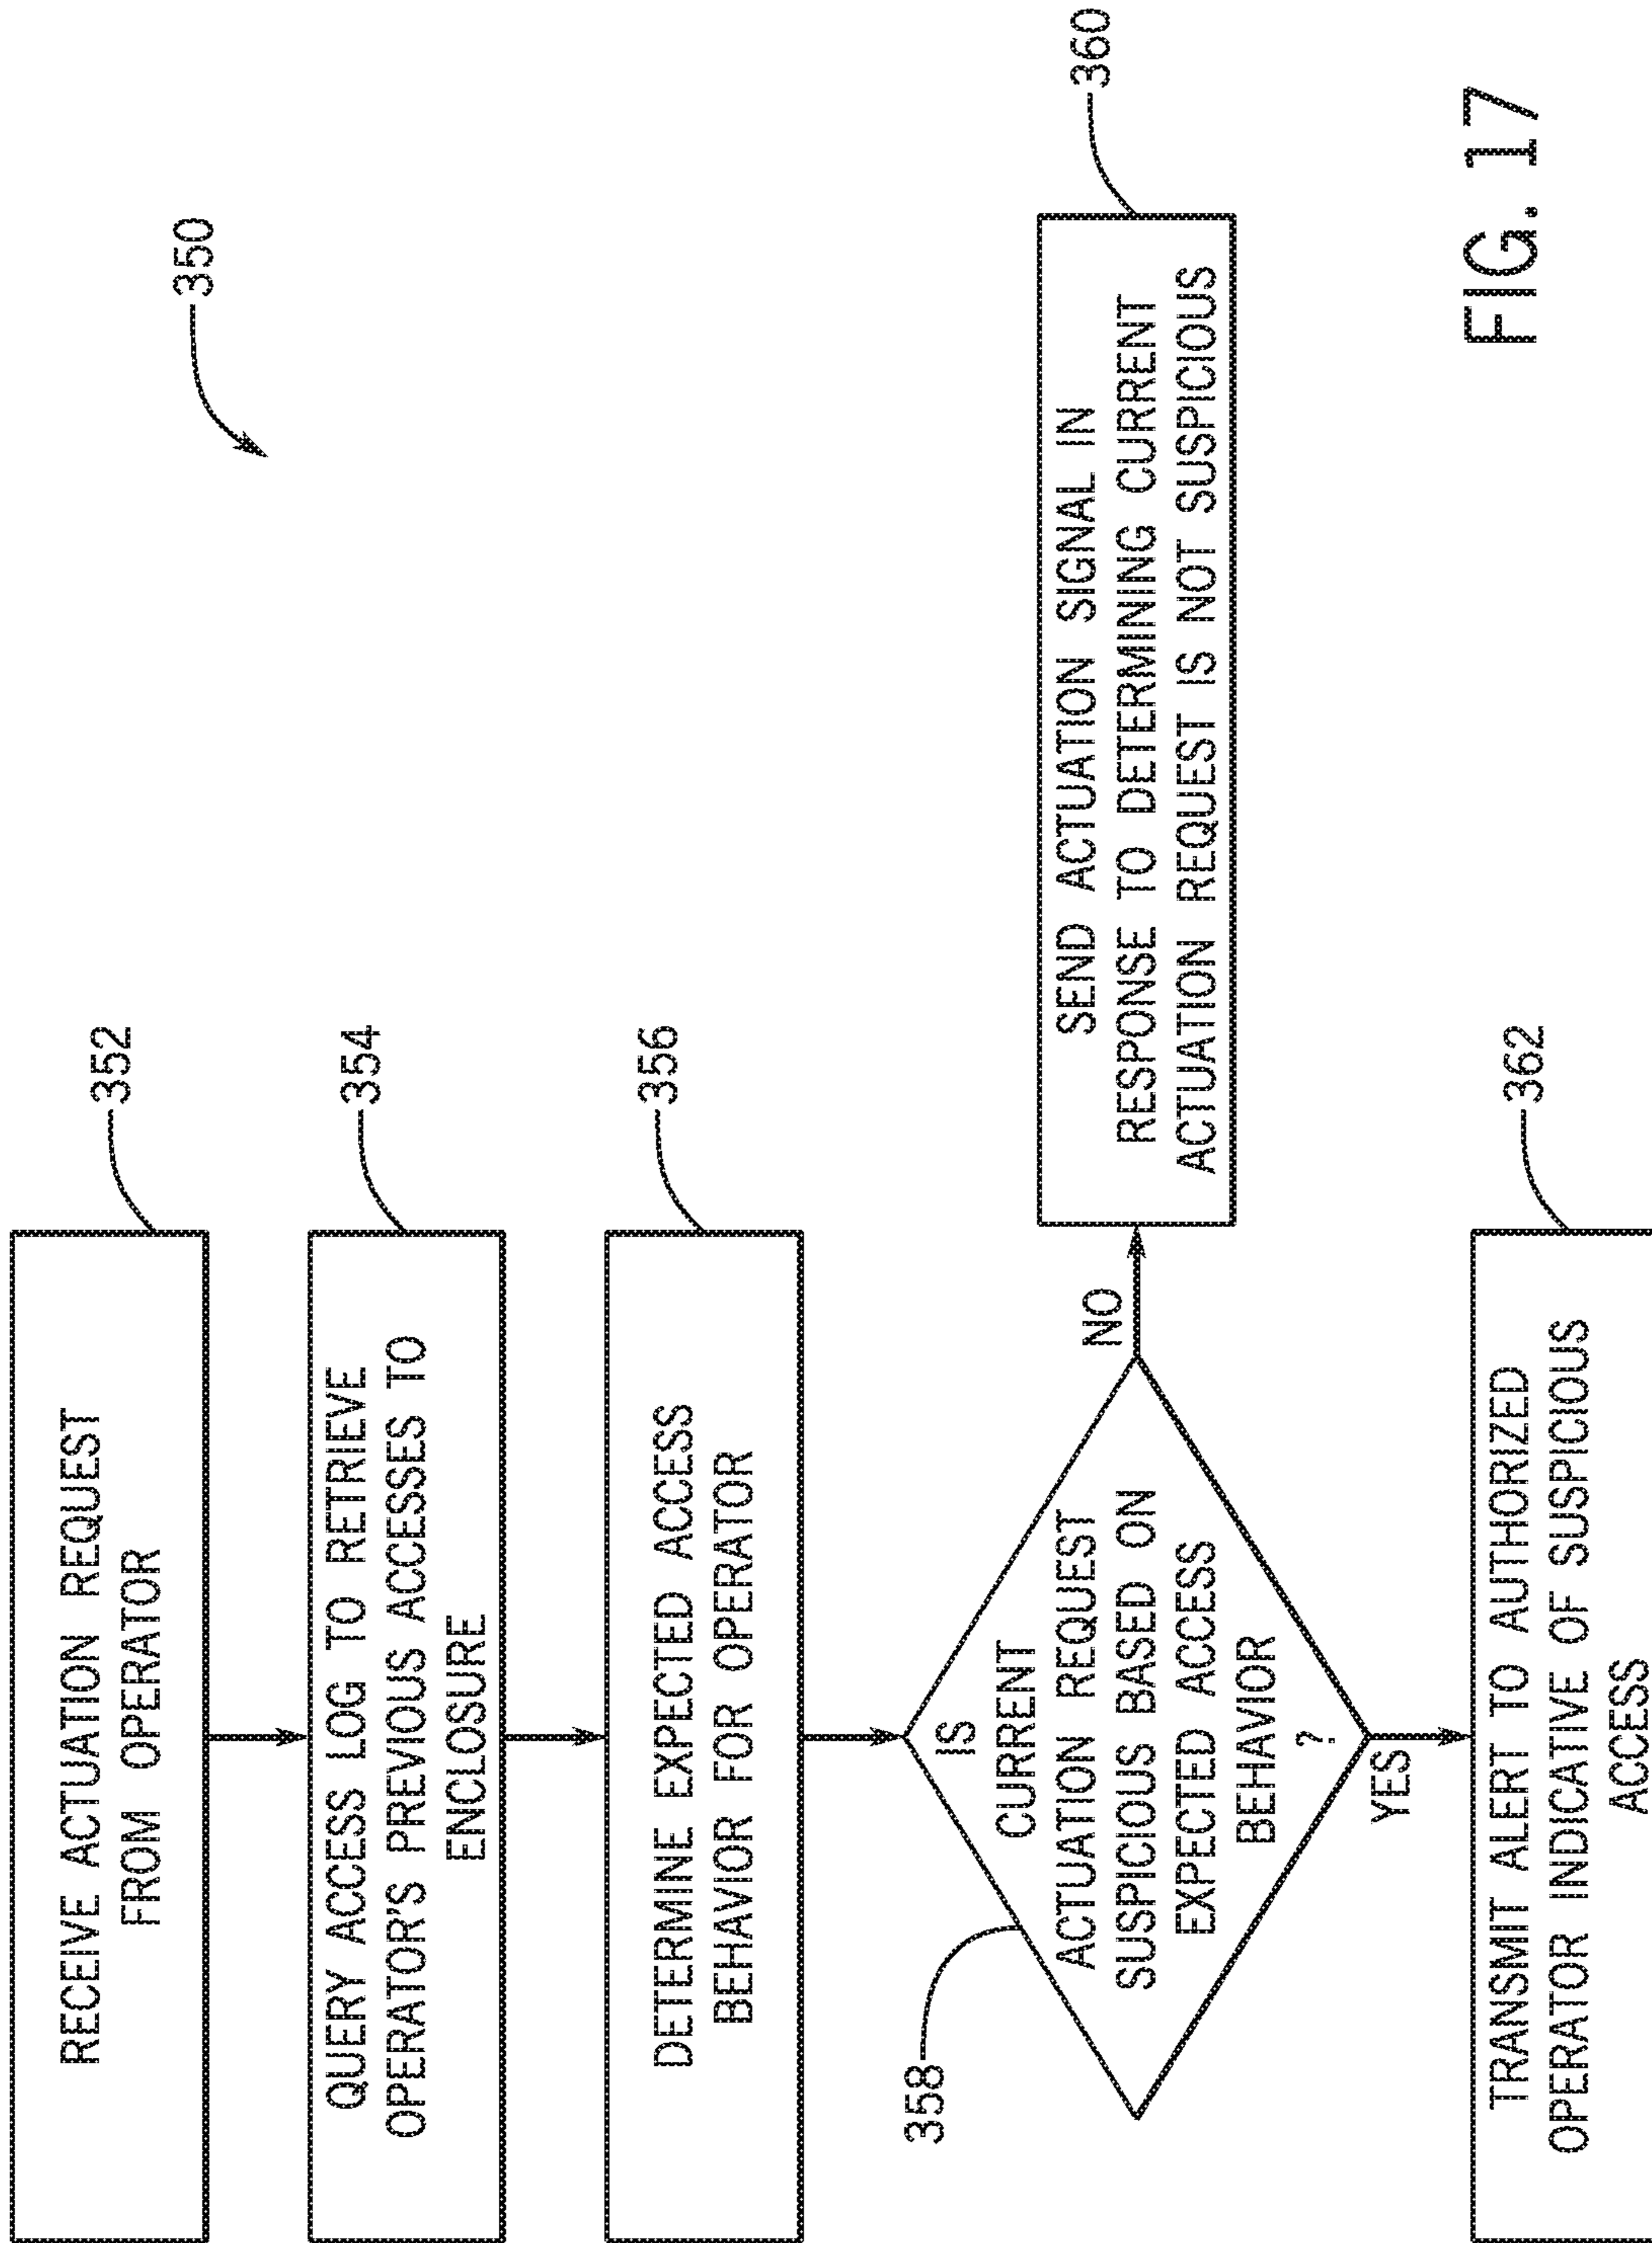 350
RECEIVE ACTUATION REQUEST
FROM OPERATOR
352
QUERY ACCESS LOG TO RETRIEVE
OPERATOR'S PREVIOUS ACCESSES TO
ENCLOSURE
354
DETERMINE EXPECTED ACCESS
BEHAVIOR FOR OPERATOR
356
358
IS
CURRENT
ACTUATION REQUEST
SUSPICIOUS BASED ON
EXPECTED ACCESS
BEHAVIOR
?
NO
SEND ACTUATION SIGNAL IN
RESPONSE TO DETERMINING CURRENT
ACTUATION REQUEST IS NOT SUSPICIOUS
360
YES
TRANSMIT ALERT TO AUTHORIZED
OPERATOR INDICATIVE OF SUSPICIOUS
ACCESS
362
FIG. 17